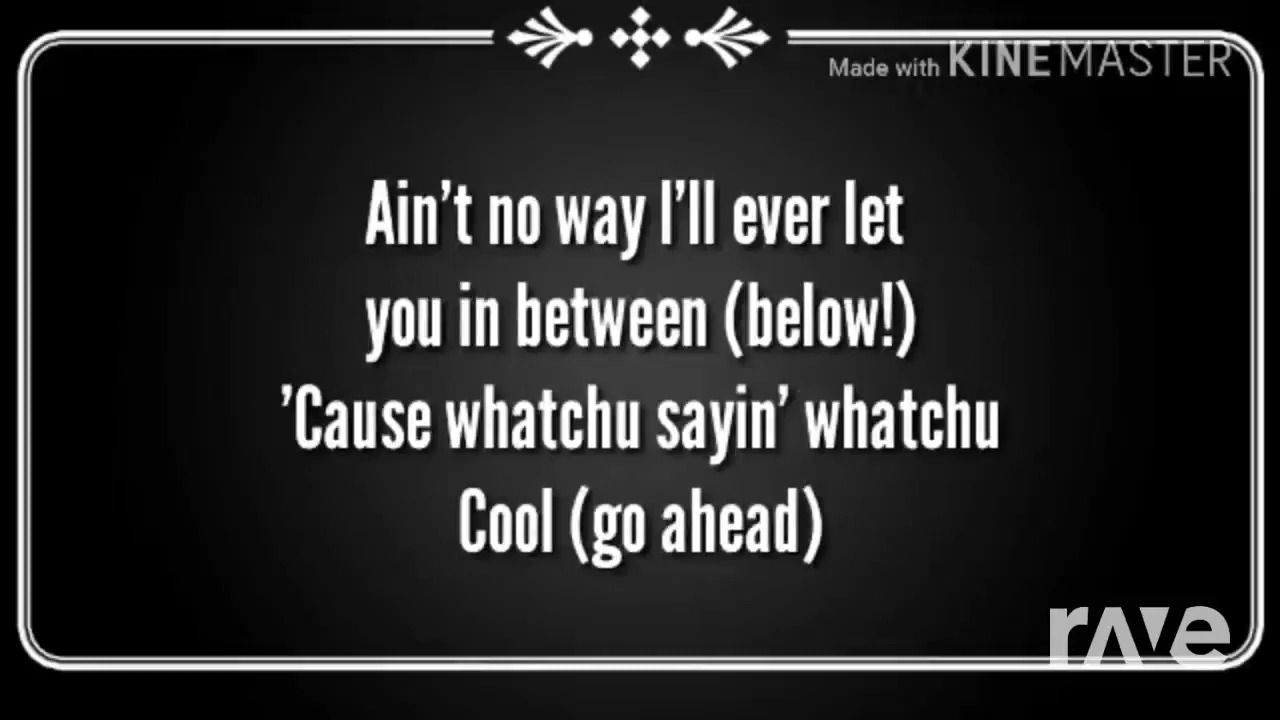 Made with KINEMASTER
Ain't no way I'll ever let
you in between (below!)
'Cause whatchu sayin' whatchu
Cool (go ahead)
rave